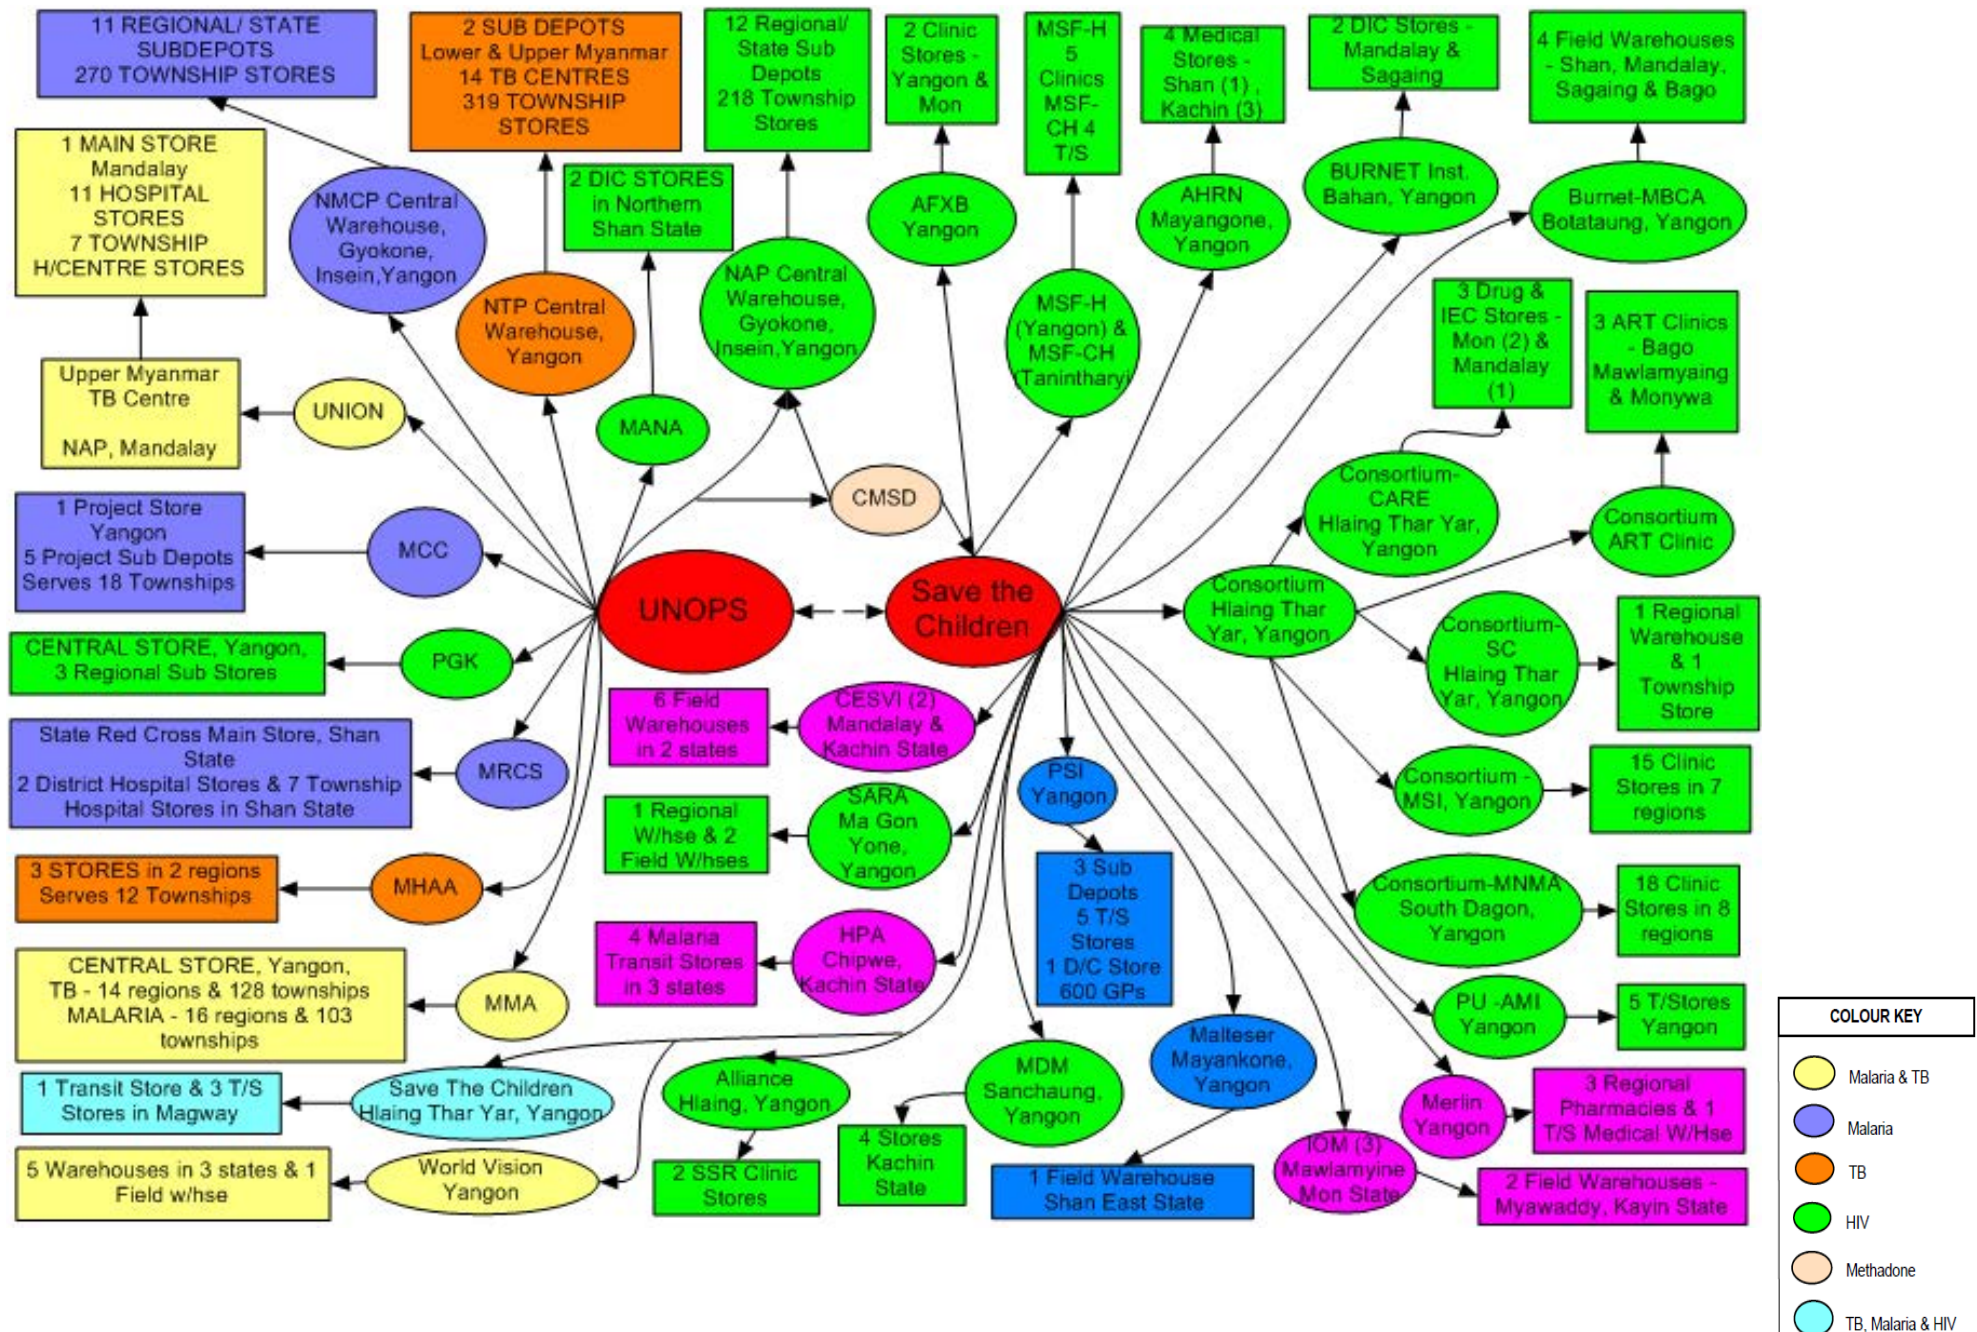 11 REGIONAL/ STATE
SUBDEPOTS
270 TOWNSHIP STORES
2 SUB DEPOTS
Lower & Upper Myanmar
14 TB CENTRES
319 TOWNSHIP
STORES
12 Regional/
State Sub
Depots
218 Township
Stores
2 Clinic
Stores -
Yangon &
Mon
MSF-H
5
Clinics
MSF-
CH 4
T/S
4 Medical
Stores -
Shan (1) ,
Kachin (3)
2 DIC Stores -
Mandalay &
Sagaing
4 Field Warehouses
- Shan, Mandalay,
Sagaing & Bago
1 MAIN STORE
Mandalay
11 HOSPITAL
STORES
7 TOWNSHIP
H/CENTRE STORES
NMCP Central
Warehouse,
Gyokone,
Insein,Yangon
2 DIC STORES
in Northern
Shan State
AFXB
Yangon
AHRN
Mayangone,
Yangon
BURNET Inst.
Bahan, Yangon
Burnet-MBCA
Botataung, Yangon
NTP Central
Warehouse,
Yangon
NAP Central
Warehouse,
Gyokone,
Insein,Yangon
MSF-H
(Yangon) &
MSF-CH
(Tanintharyi
3 Drug &
IEC Stores -
Mon (2) &
Mandalay
(1)
3 ART Clinics
- Bago
Mawlamyaing
& Monywa
Upper Myanmar
TB Centre
NAP, Mandalay
UNION
MANA
CMSD
Consortium-
CARE
Hlaing Thar Yar,
Yangon
Consortium
ART Clinic
1 Project Store
Yangon
5 Project Sub Depots
Serves 18 Townships
MCC
UNOPS
Save the
Children
Consortium
Hlaing Thar
Yar, Yangon
Consortium-
SC
Hlaing Thar
Yar, Yangon
1 Regional
Warehouse
& 1
Township
Store
CENTRAL STORE, Yangon,
3 Regional Sub Stores
PGK
6 Field
Warehouses
in 2 states
CESVI (2)
Mandalay &
Kachin State
State Red Cross Main Store, Shan
State
2 District Hospital Stores & 7 Township
Hospital Stores in Shan State
MRCS
PSI
Yangon
Consortium -
MSI, Yangon
15 Clinic
Stores in 7
regions
1 Regional
W/hse & 2
Field W/hses
SARA
Ma Gon
Yone,
Yangon
3 STORES in 2 regions
Serves 12 Townships
MHAA
3 Sub
Depots
5 T/S
Stores
1 D/C Store
600 GPs
Consortium-MNMA
South Dagon,
Yangon
18 Clinic
Stores in 8
regions
4 Malaria
Transit Stores
in 3 states
HPA
Chipwe,
Kachin State
CENTRAL STORE, Yangon,
TB - 14 regions & 128 townships
MALARIA - 16 regions & 103
townships
MMA
PU -AMI
Yangon
5 T/Stores
Yangon
Malteser
Mayankone,
Yangon
1 Transit Store & 3 T/S
Stores in Magway
Save The Children
Hlaing Thar Yar, Yangon
Alliance
Hlaing, Yangon
MDM
Sanchaung,
Yangon
Merlin
Yangon
3 Regional
Pharmacies & 1
T/S Medical W/Hse
5 Warehouses in 3 states & 1
Field w/hse
World Vision
Yangon
2 SSR Clinic
Stores
4 Stores
Kachin
State
1 Field Warehouse
Shan East State
IOM (3)
Mawlamyine
, Mon State
2 Field Warehouses -
Myawaddy, Kayin State
COLOUR KEY
Malaria & TB
Malaria
TB
HIV
Methadone
TB, Malaria & HIV